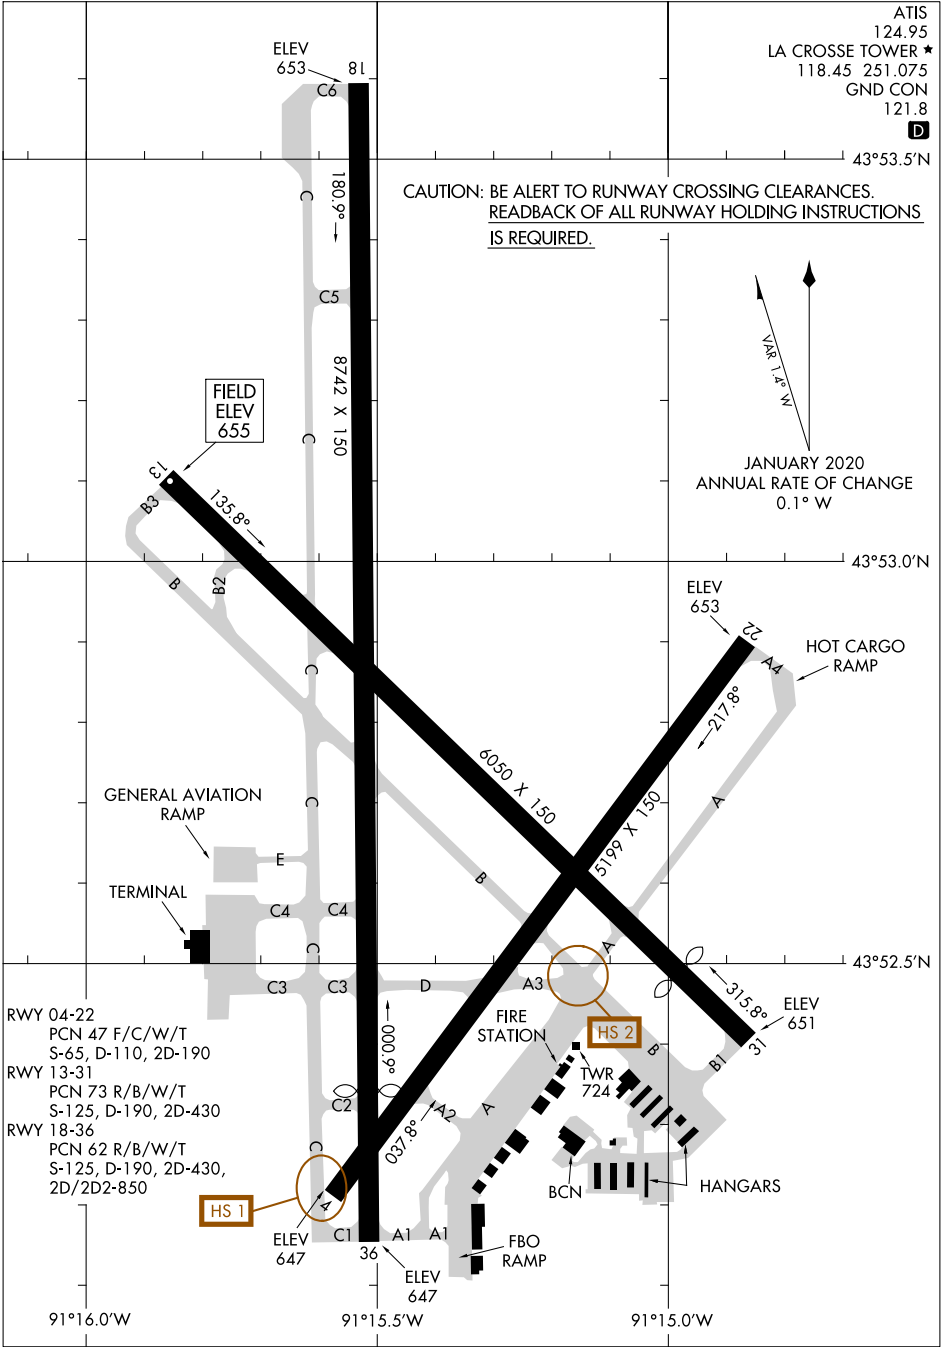 ATIS
124.95
LA CROSSE TOWER ★
118.45 251.075
GND CON
121.8
D
ELEV
653
18
C6
43°53.5'N
CAUTION: BE ALERT TO RUNWAY CROSSING CLEARANCES.
READBACK OF ALL RUNWAY HOLDING INSTRUCTIONS
IS REQUIRED.
180.9°
C
C5
VAR 1.4° W
8742 X 150
FIELD
ELEV
655
C
JANUARY 2020
ANNUAL RATE OF CHANGE
0.1° W
13
B3
135.8°
43°53.0'N
B
B2
ELEV
653
22
HOT CARGO
RAMP
A4
C
217.8°
6050 X 150
5199 X 150
A
GENERAL AVIATION
RAMP
C
E
B
TERMINAL
C4
C4
C
A
43°52.5'N
C3
C3
D
A3
315.8°
ELEV
651
31
RWY 04-22
PCN 47 F/C/W/T
S-65, D-110, 2D-190
RWY 13-31
PCN 73 R/B/W/T
S-125, D-190, 2D-430
RWY 18-36
PCN 62 R/B/W/T
S-125, D-190, 2D-430,
2D/2D2-850
000.9°
FIRE
STATION
HS 2
B
B1
TWR
724
C2
A2
A
037.8°
C
BCN
HANGARS
HS 1
4
ELEV
647
C1
36
A1
A1
FBO
RAMP
ELEV
647
91°16.0'W
91°15.5'W
91°15.0'W